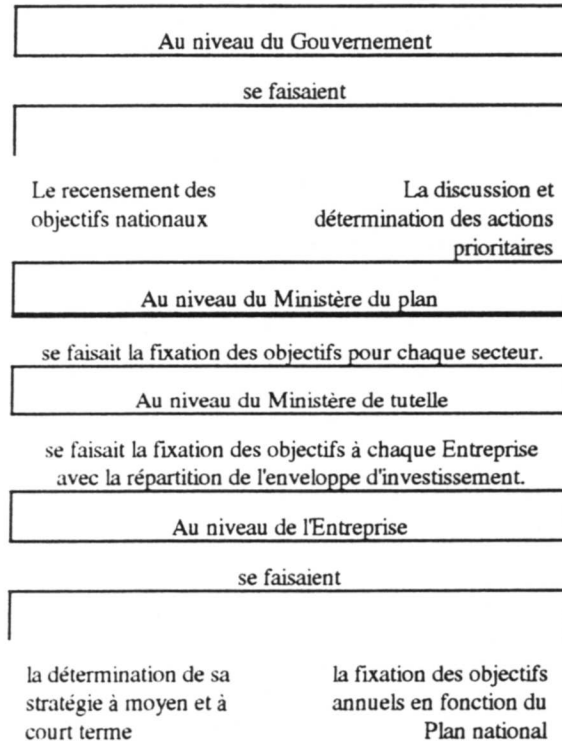 Au niveau du Gouvernement
se faisaient
Le recensement des
objectifs nationaux
La discussion et
détermination des actions
prioritaires
Au niveau du Ministère du plan
se faisait la fixation des objectifs pour chaque secteur.
Au niveau du Ministère de tutelle
se faisait la fixation des objectifs à chaque Entreprise
avec la répartition de l'enveloppe d'investissement.
Au niveau de l'Entreprise
se faisaient
la détermination de sa
stratégie à moyen et à
court terme
la fixation des objectifs
annuels en fonction du
Plan national